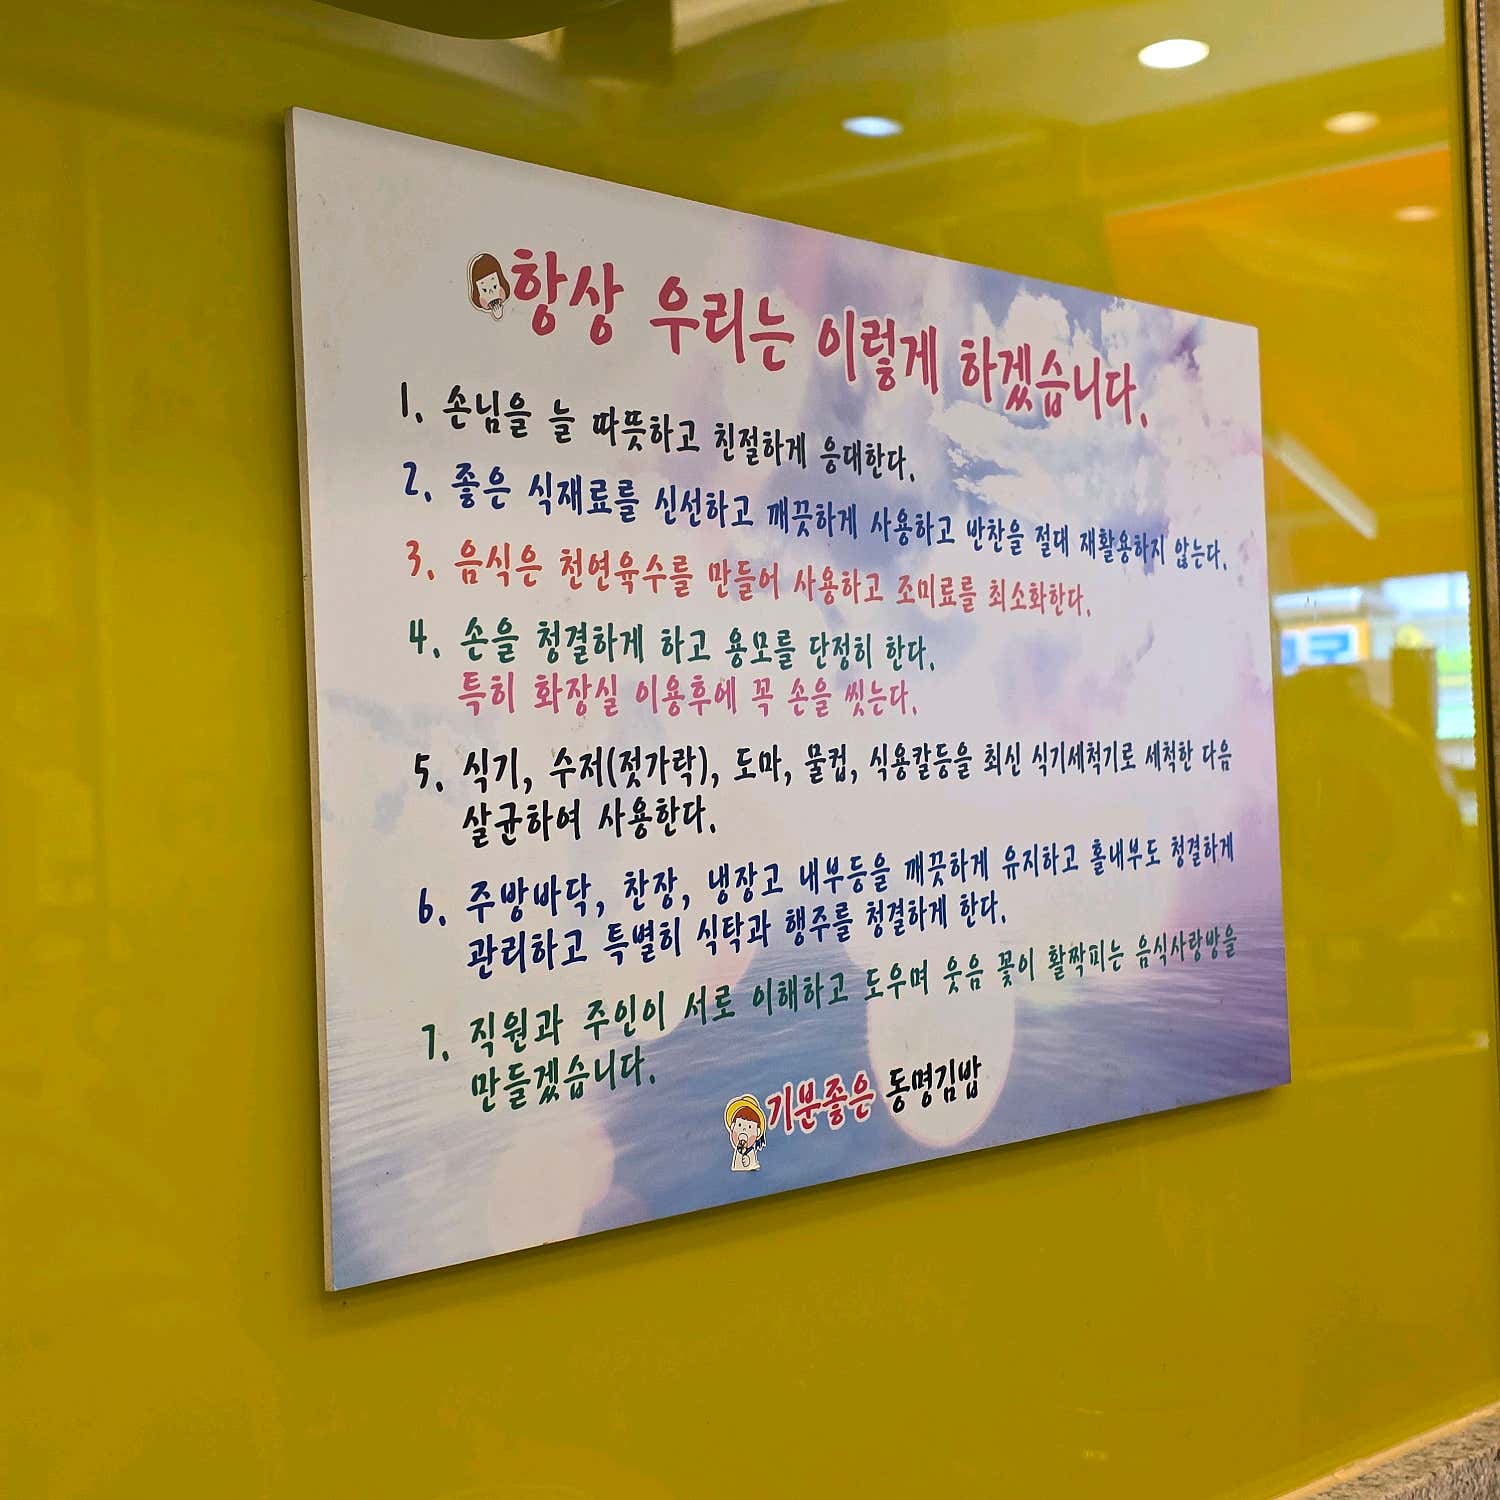 항상 우리는 이렇게 하겠습니다.
1. 손님을 늘 따뜻하고 친절하게 응대한다.
2. 좋은 식재료를 신선하고 깨끗하게 사용하고 반찬을 절대 재활용하지 않는다.
3. 음식은 천연육수를 만들어 사용하고 조미료를 최소화한다.
4. 손을 청결하게 하고 용모를 단정히 한다.
특히 화장실 이용후에 꼭 손을 씻는다.
5. 식기, 수저(젓가락), 도마, 물컵, 식용칼등을 최신 식기세척기로 세척한 다음
살균하여 사용한다.
6. 주방바닥, 찬장, 냉장고 내부등을 깨끗하게 유지하고 홀내부도 청결하게
관리하고 특별히 식탁과 행주를 청결하게 한다.
7. 직원과 주인이 서로 이해하고 도우며 웃음 꽃이 활짝피는 음식사랑방을
만들겠습니다.
기분좋은 동명김밥